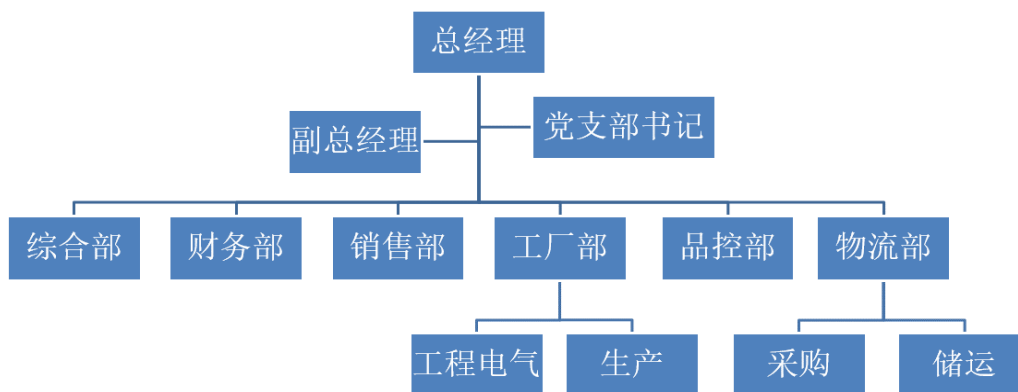 总经理
党支部书记
副总经理
综合部
财务部
销售部
工厂部
品控部
物流部
工程电气
生产
采购
储运